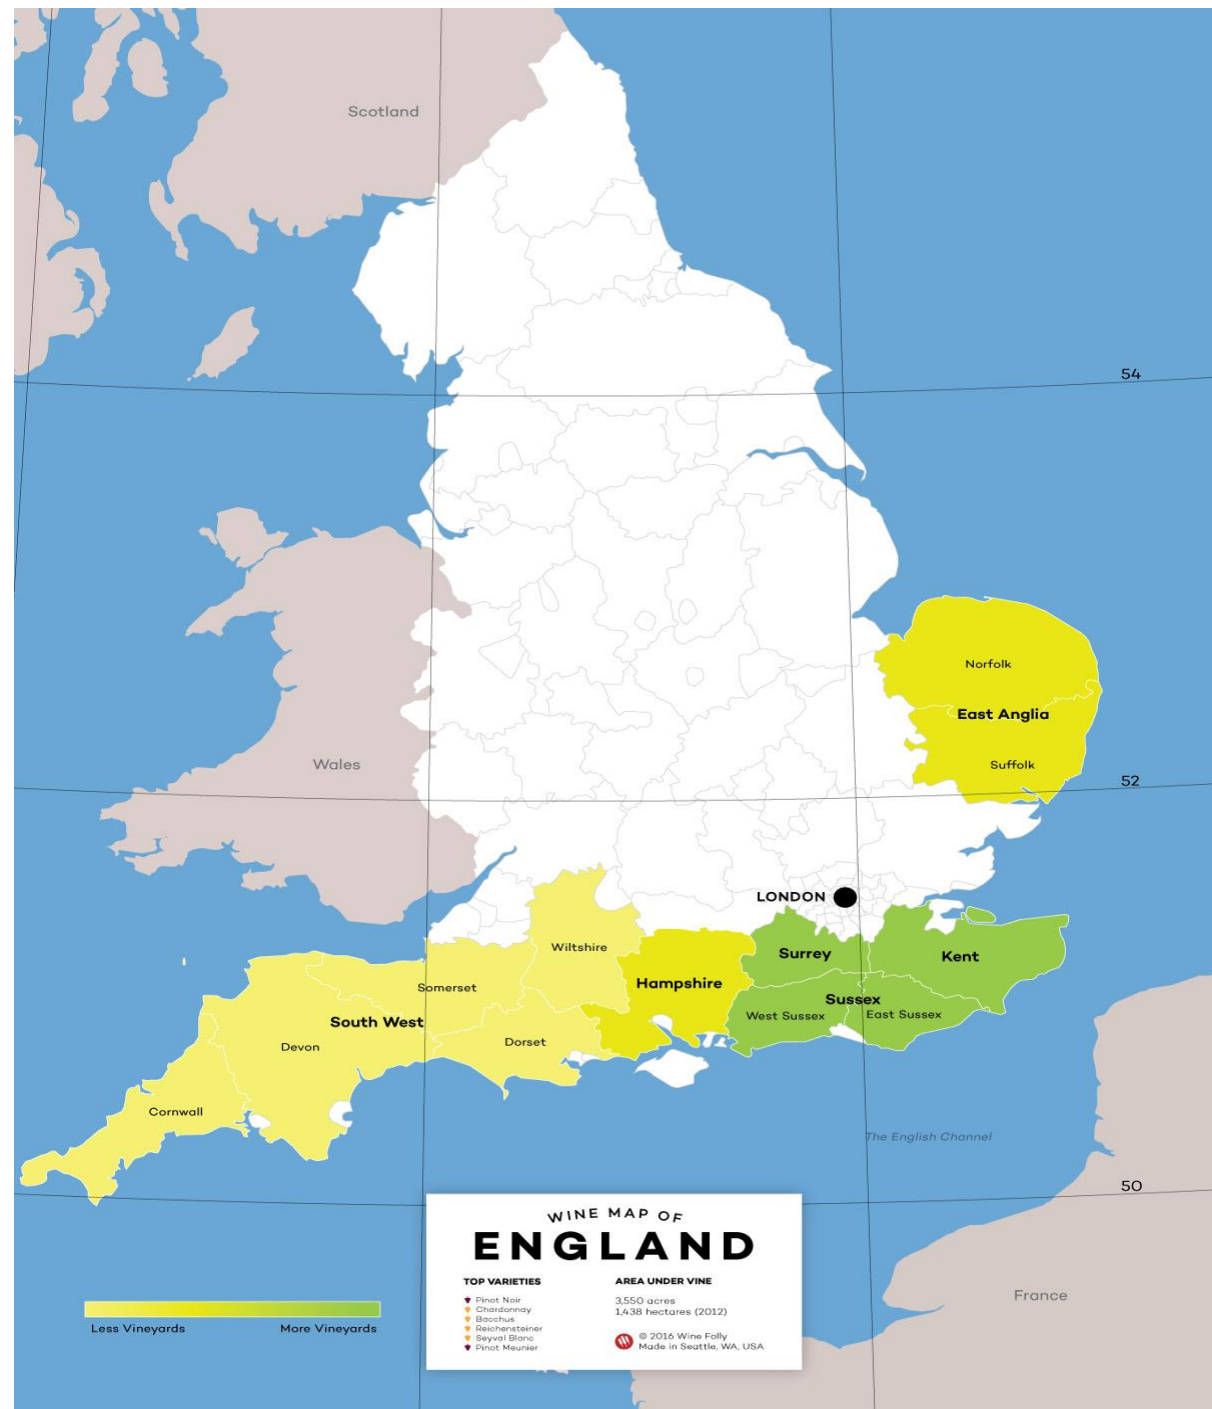 Scotland
54
Norfolk
East Anglia
Wales
Suffolk
52
LONDON
Wiltshire
Surrey
Kent
Somerset
Hampshire
Sussex
West Sussex
East Sussex
South West
Devon
Dorset
Cornwall
The English Channel
50
WINE MAP OF
ENGLAND
TOP VARIETIES
Pinot Noir
Chardonnay
Bacchus
Reichensteiner
Seyval Blanc
Pinot Meunier
AREA UNDER VINE
3,550 acres
1,438 hectares (2012)
© 2016 Wine Folly
Made in Seattle, WA, USA
France
Less Vineyards
More Vineyards